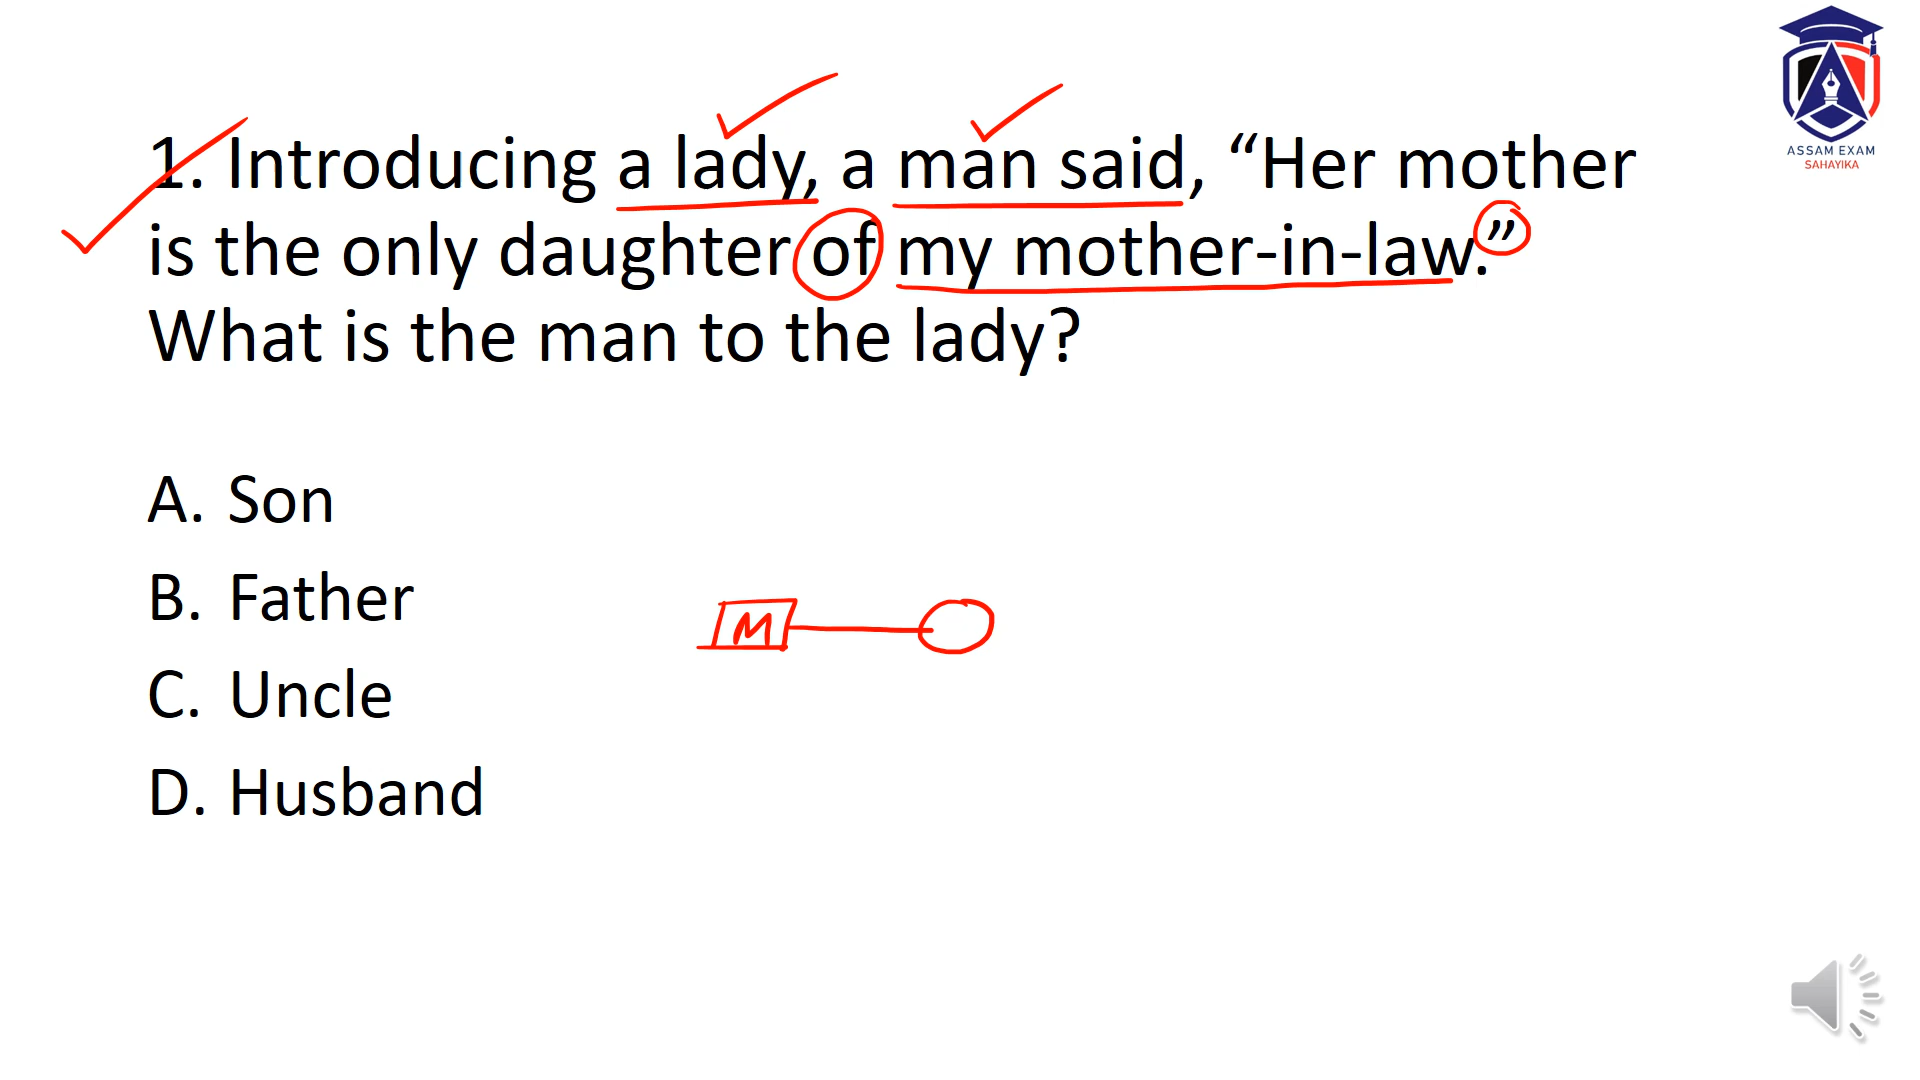 1. Introducing a lady, a man said, “Her mother
is the only daughter of my mother-in-law.”
What is the man to the lady?
A. Son
B. Father
C. Uncle
D. Husband
M
ASSAM EXAM
SAHAYIKA